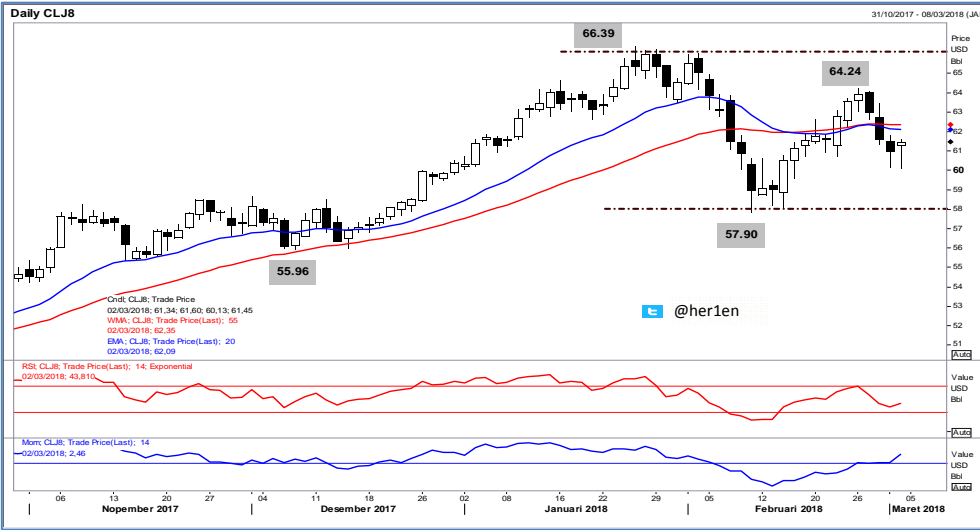 Daily CLJ8
31/10/2017 - 08/03/2018 (JA
Price
USD
Bbl
66.39
64.24
65
64
63
62
61
60
58
57
56
55
54
53
52
51
Auto
57.90
55.96
@her1en
Cndl; CLJ8; Trade Price
02/03/2018; 61,34; 61,60; 60,13; 61,45
WMA; CLJ8; Trade Price(Last); 55
02/03/2018; 62,35
EMA; CLJ8; Trade Price(Last); 20
02/03/2018; 62,09
RSI; CLJ8; Trade Price(Last); 14; Exponential
02/03/2018; 43,810
Value
USD
Bbl
Auto
Mom; CLJ8; Trade Price(Last); 14
02/03/2018; 2,46
Value
USD
Bbl
Auto
06 13 20 27 04 11 18 26 02 08 16 22 29 05 12 20 26 05
Nopember 2017 Desember 2017 Januari 2018 Februari 2018 Maret 2018